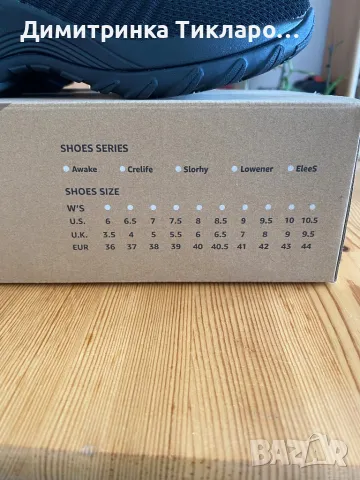 Димитринка Тикларо...
SHOES SERIES
Awake Crelife Slorhy Lowener EleeS
SHOES SIZE
W'S
U.S. 6 6.5 7 7.5 8 8.5 9 9.5 10 10.5
U.K. 3.5 4 5 5.5 6 6.5 7 8 9 9.5
EUR 36 37 38 39 40 40.5 41 42 43 44
BAZAR